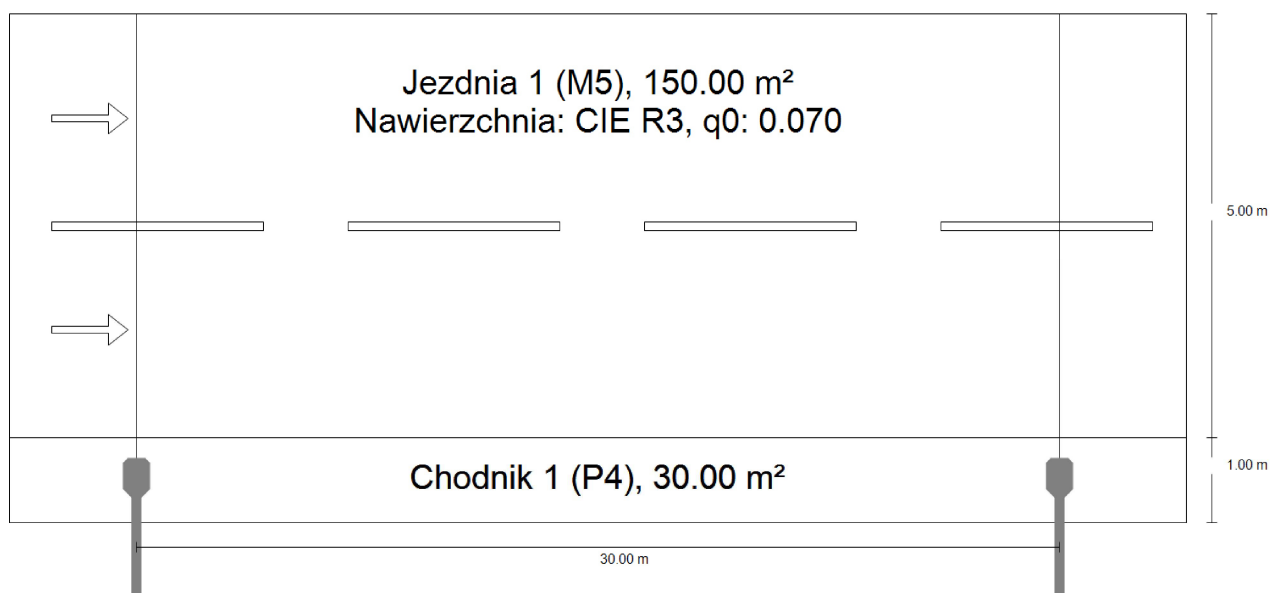 Jezdnia 1 (M5), 150.00 m²
Nawierzchnia: CIE R3, q0: 0.070
5.00 m
Chodnik 1 (P4), 30.00 m²
1.00 m
30.00 m